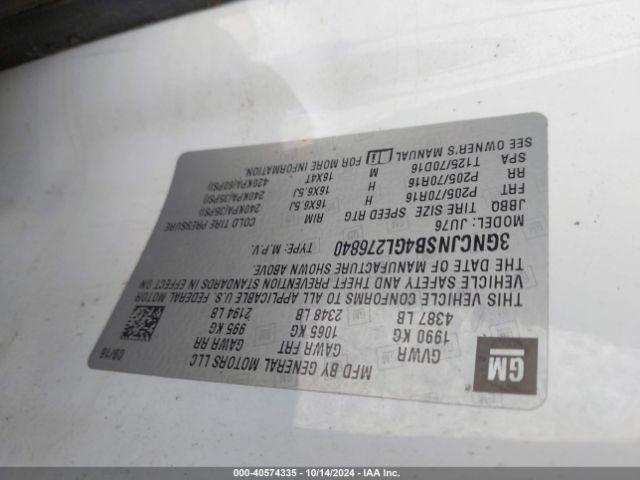 MFD BY GENERAL MOTORS LLC
09/16
GM
GVWR GAWR FRT GAWR RR
1990 KG 1065 KG 995 KG
4387 LB 2348 LB 2194 LB
THIS VEHICLE CONFORMS TO ALL APPLICABLE U.S. FEDERAL MOTOR
VEHICLE SAFETY AND THEFT PREVENTION STANDARDS IN EFFECT ON
THE DATE OF MANUFACTURE SHOWN ABOVE.
3GNCJNSB4GL276840 TYPE: M.P.V.
MODEL: JU76
JBBQ TIRE SIZE SPEED RTG RIM COLD TIRE PRESSURE
FRT P205/70R16 H 16X6.5J 240KPA(35PSI)
RR P205/70R16 H 16X6.5J 240KPA(35PSI)
SPA T125/70D16 M 16X4T 420KPA(60PSI)
SEE OWNER'S MANUAL FOR MORE INFORMATION.
000-40574335 - 10/14/2024 - IAA Inc.